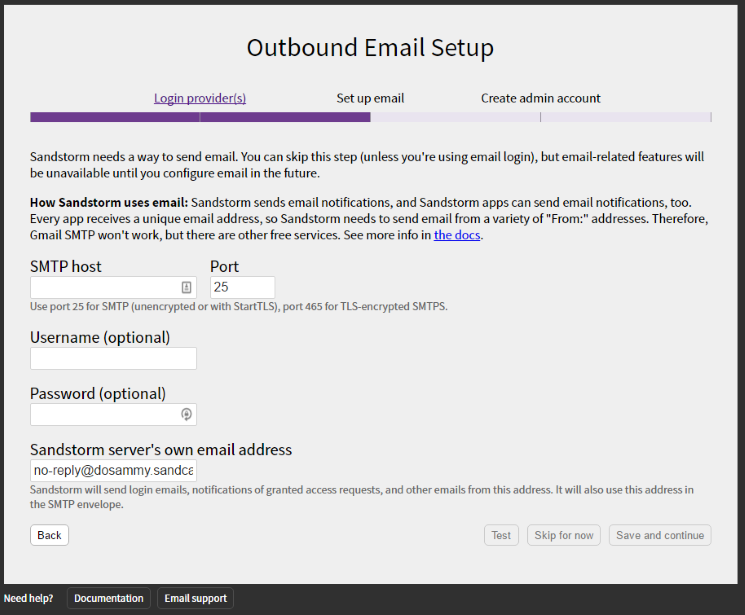 Outbound Email Setup
Login provider(s) Set up email Create admin account
Sandstorm needs a way to send email. You can skip this step (unless you're using email login), but email-related features will
be unavailable until you configure email in the future.
How Sandstorm uses email: Sandstorm sends email notifications, and Sandstorm apps can send email notifications, too.
Every app receives a unique email address, so Sandstorm needs to send email from a variety of "From:" addresses. Therefore,
Gmail SMTP won't work, but there are other free services. See more info in the docs.
SMTP host Port
25
Use port 25 for SMTP (unencrypted or with StartTLS), port 465 for TLS-encrypted SMTPS.
Username (optional)
Password (optional)
Sandstorm server's own email address
no-reply@dosammy.sandca
Sandstorm will send login emails, notifications of granted access requests, and other emails from this address. It will also use this address in
the SMTP envelope.
Back Test Skip for now Save and continue
Need help? Documentation Email support